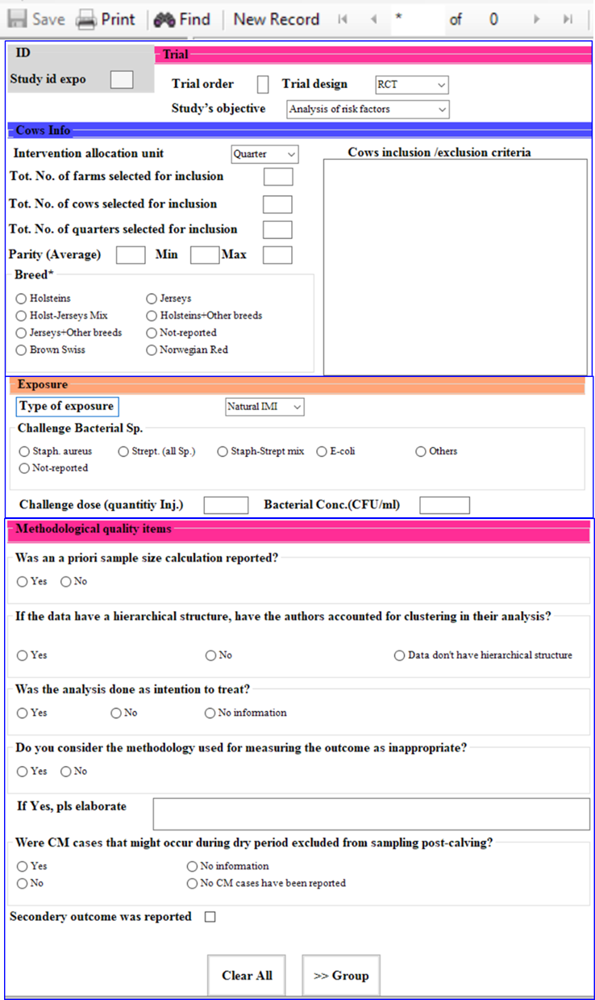 Save Print Find New Record * of 0
ID
Trial
Study id expo
Trial order Trial design RCT
Study's objective Analysis of risk factors
Cows Info
Intervention allocation unit Quarter Cows inclusion /exclusion criteria
Tot. No. of farms selected for inclusion
Tot. No. of cows selected for inclusion
Tot. No. of quarters selected for inclusion
Parity (Average) Min Max
Breed*
Holsteins Jerseys
Holst-Jerseys Mix Holsteins+Other breeds
Jerseys+Other breeds Not-reported
Brown Swiss Norwegian Red
Exposure
Type of exposure Natural IMI
Challenge Bacterial Sp.
Staph. aureus Strept. (all Sp.) Staph-Strept mix E-coli Others
Not-reported
Challenge dose (quantitiy Inj.) Bacterial Conc.(CFU/ml)
Methodological quality items
Was an a priori sample size calculation reported?
Yes No
If the data have a hierarchical structure, have the authors accounted for clustering in their analysis?
Yes No Data don't have hierarchical structure
Was the analysis done as intention to treat?
Yes No No information
Do you consider the methodology used for measuring the outcome as inappropriate?
Yes No
If Yes, pls elaborate
Were CM cases that might occur during dry period excluded from sampling post-calving?
Yes No information
No No CM cases have been reported
Secondery outcome was reported
Clear All >> Group